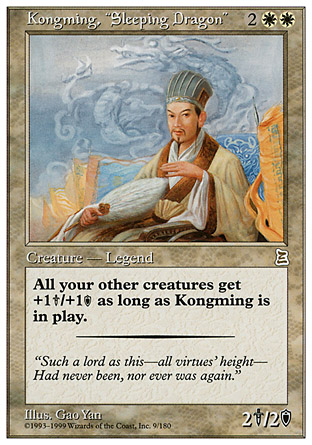 Kongming, "Sleeping Dragon" 2
Creature — Legend
All your other creatures get
+1/+1 as long as Kongming is
in play.
"Such a lord as this—all virtues' height—
Had never been, nor ever was again."
Illus. Gao Yan
©1993-1999 Wizards of the Coast, Inc. 9/180
2/2